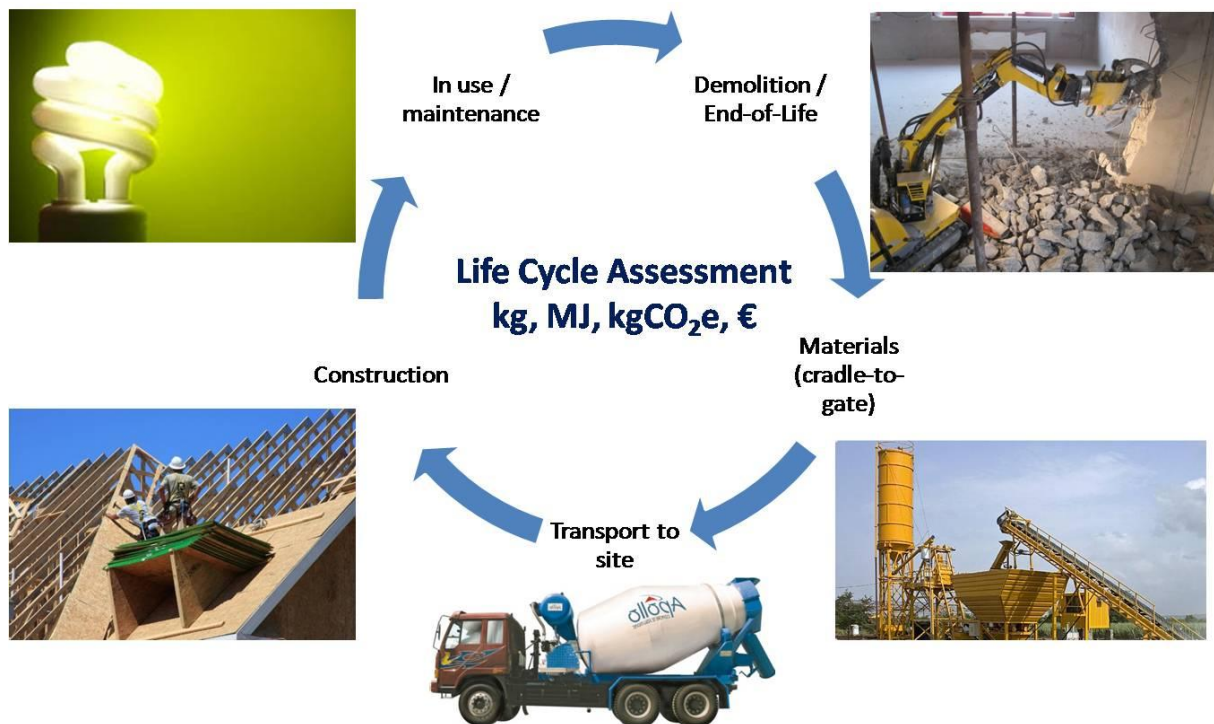 In use /
maintenance
Demolition /
End-of-Life
Life Cycle Assessment
kg, MJ, kgCO₂e, €
Materials
(cradle-to-
gate)
Construction
Transport to
site
Apollo